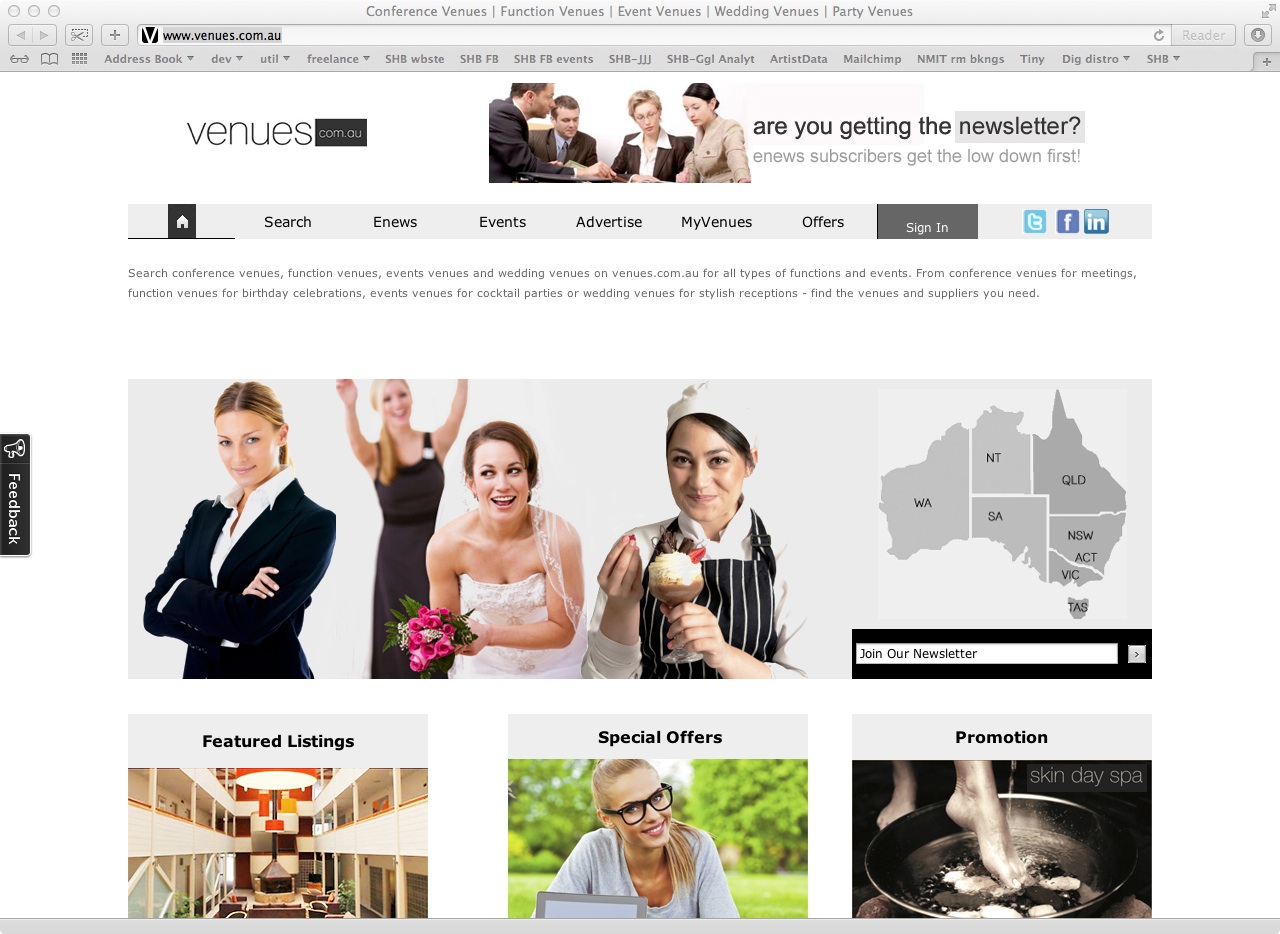 Conference Venues | Function Venues | Event Venues | Wedding Venues | Party Venues
www.venues.com.au
Reader
Address Book dev util freelance SHB wbste SHB FB SHB FB events SHB-JJJ SHB-Ggl Analyt ArtistData Mailchimp NMIT rm bkngs Tiny Dig distro SHB
venues com.au
are you getting the newsletter?
enews subscribers get the low down first!
Search Enews Events Advertise MyVenues Offers Sign In
Search conference venues, function venues, events venues and wedding venues on venues.com.au for all types of functions and events. From conference venues for meetings,
function venues for birthday celebrations, events venues for cocktail parties or wedding venues for stylish receptions - find the venues and suppliers you need.
Feedback
NT
QLD
WA
SA
NSW
ACT
VIC
TAS
Join Our Newsletter
Featured Listings
Special Offers
Promotion
skin day spa